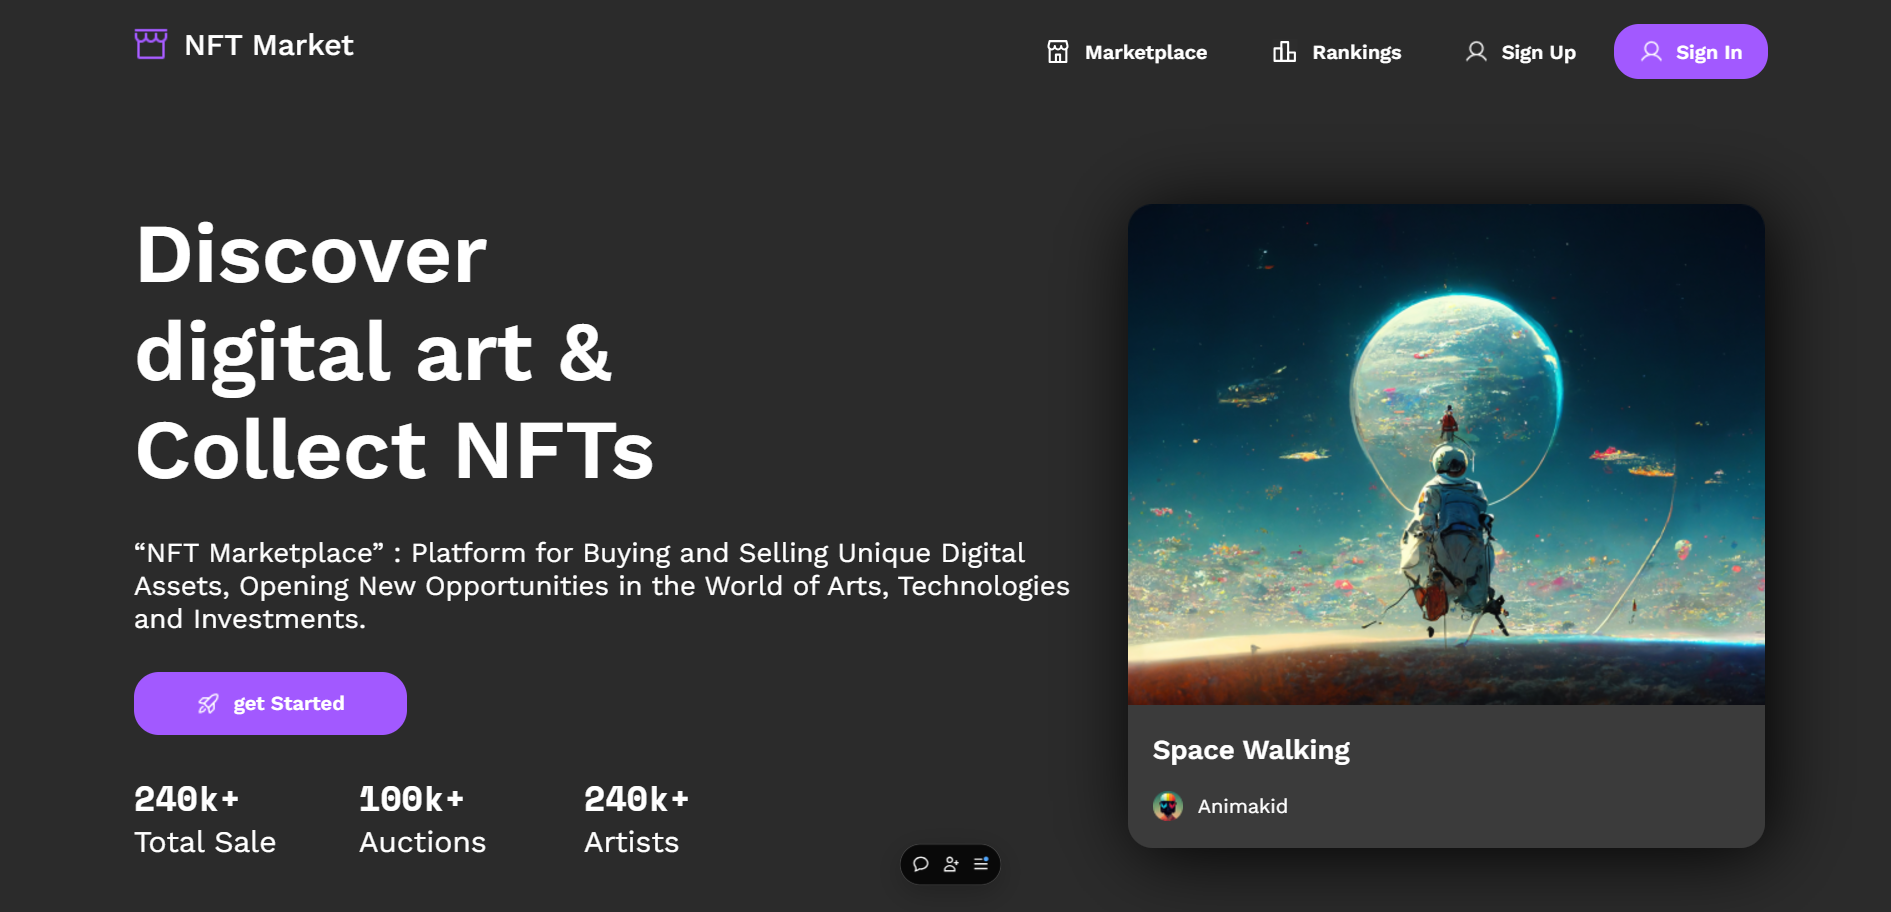 NFT Market
Marketplace
Rankings
Sign Up
Sign In
Discover
digital art &
Collect NFTs
“NFT Marketplace” : Platform for Buying and Selling Unique Digital
Assets, Opening New Opportunities in the World of Arts, Technologies
and Investments.
get Started
240k+
Total Sale
100k+
Auctions
240k+
Artists
Space Walking
Animakid